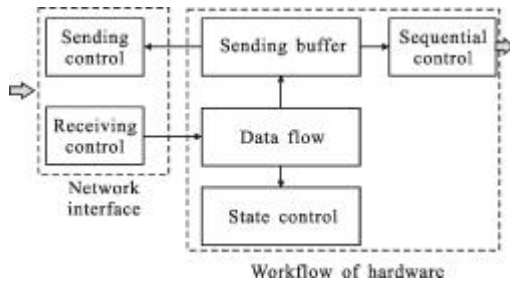 Sending
control
Sending buffer
Sequential
control
Receiving
control
Data flow
Network
interface
State control
Workflow of hardware